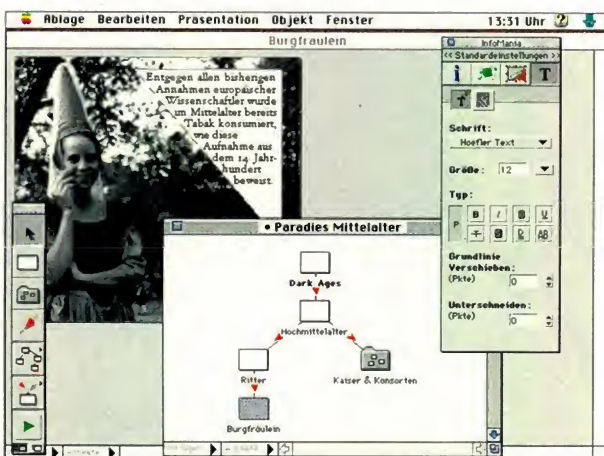 Ablage Bearbeiten Präsentation Objekt Fenster 13:31 Uhr
Burgfräulein
Entgegen allen bisherigen
Annahmen europäischer
Wissenschaftler wurde
im Mittelalter bereits
Tabak konsumiert,
wie diese
Aufnahme aus
dem 14. Jahr-
hundert
beweist.
• Paradies Mittelalter
Dark Ages
Hochmittelalter
Ritter
Kaiser & Konsorten
Burgfräulein
InfoMania
<< Standardeinstellungen >>
i T
T
Schrift:
Hoefler Text
Größe: 12
Typ:
P B I U
AB
Grundlinie
Verschieben:
(Pkte) 0
Unterschneiden:
(Pkte) 0